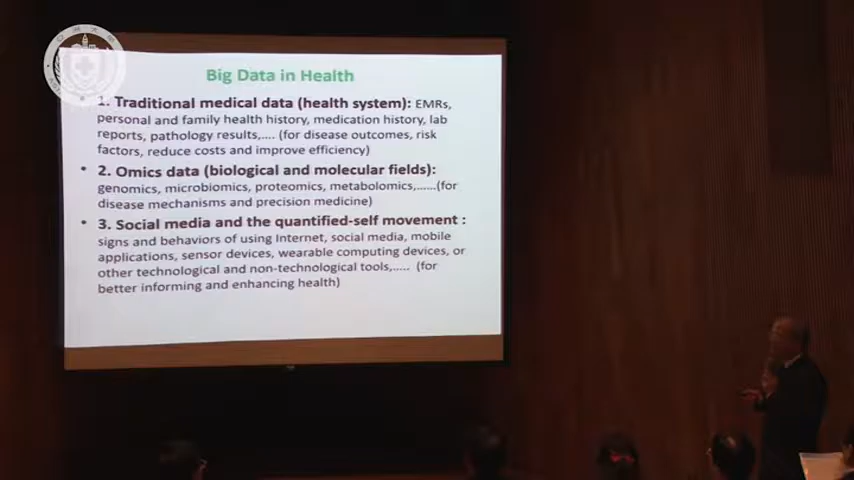 Big Data in Health
1. Traditional medical data (health system): EMRs,
personal and family health history, medication history, lab
reports, pathology results,.... (for disease outcomes, risk
factors, reduce costs and improve efficiency)
• 2. Omics data (biological and molecular fields):
genomics, microbiomics, proteomics, metabolomics,......(for
disease mechanisms and precision medicine)
• 3. Social media and the quantified-self movement :
signs and behaviors of using Internet, social media, mobile
applications, sensor devices, wearable computing devices, or
other technological and non-technological tools,..... (for
better informing and enhancing health)